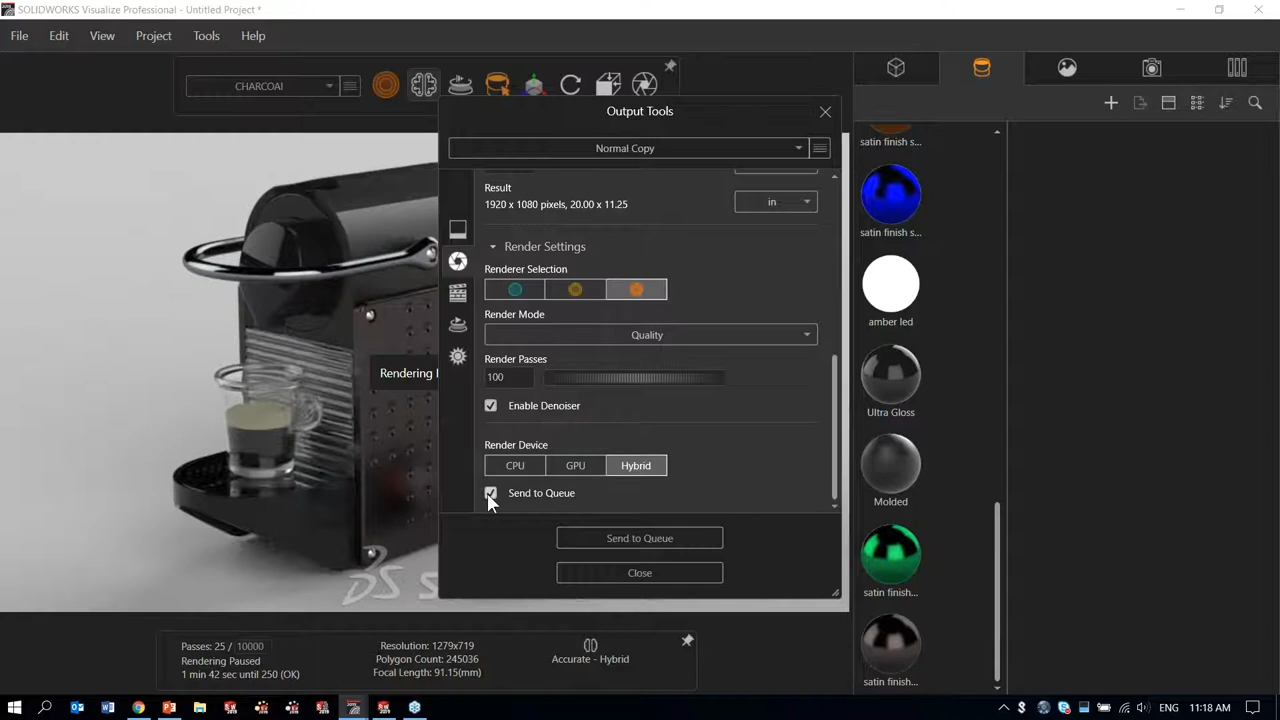 SOLIDWORKS Visualize Professional - Untitled Project *
File Edit View Project Tools Help
CHARCOAl
Output Tools
Normal Copy
Result
1920 x 1080 pixels, 20.00 x 11.25
in
Render Settings
Renderer Selection
Render Mode
Quality
Render Passes
100
Enable Denoiser
Render Device
CPU GPU Hybrid
Send to Queue
Send to Queue
Close
Rendering
satin finish s...
satin finish s...
amber led
Ultra Gloss
Molded
satin finish...
satin finish...
Passes: 25 / 10000
Rendering Paused
1 min 42 sec until 250 (OK)
Resolution: 1279x719
Polygon Count: 245036
Focal Length: 91.15(mm)
Accurate - Hybrid
ENG 11:18 AM